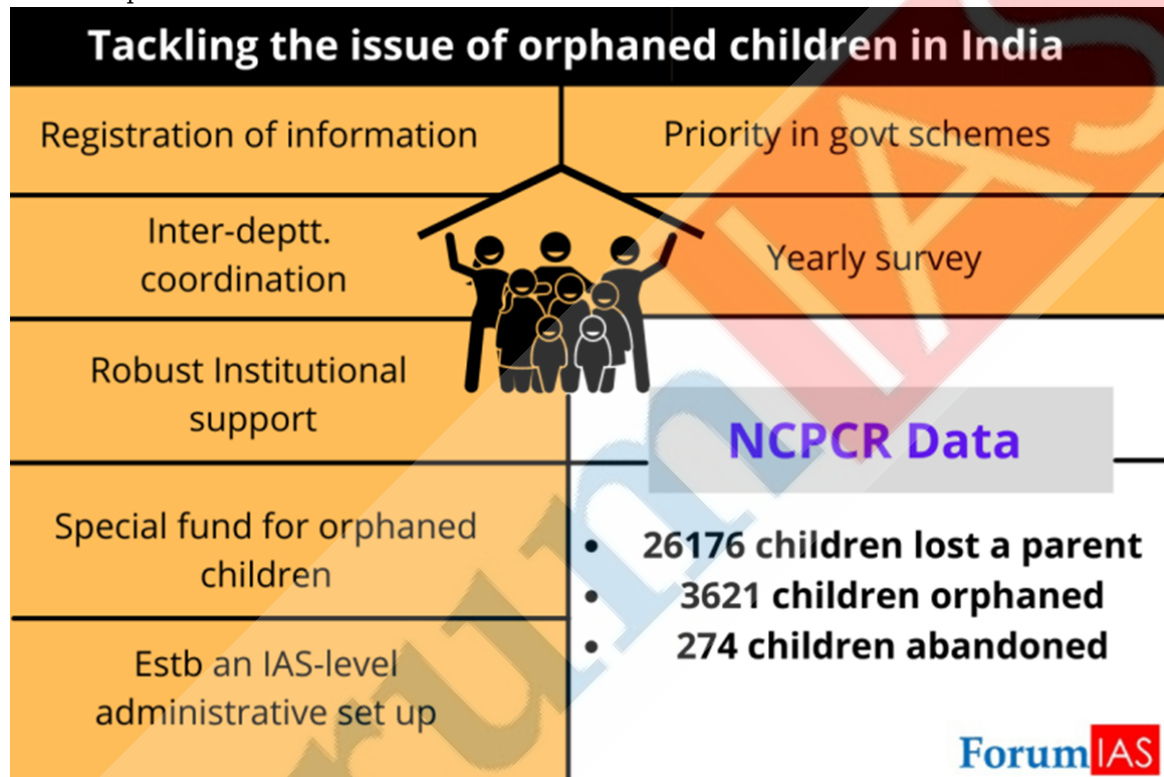 Tackling the issue of orphaned children in India
Registration of information
Priority in govt schemes
Inter-deptt.
coordination
Yearly survey
Robust Institutional
support
Special fund for orphaned
children
Estb an IAS-level
administrative set up
NCPCR Data
• 26176 children lost a parent
• 3621 children orphaned
• 274 children abandoned
ForumIAS
rumIAS